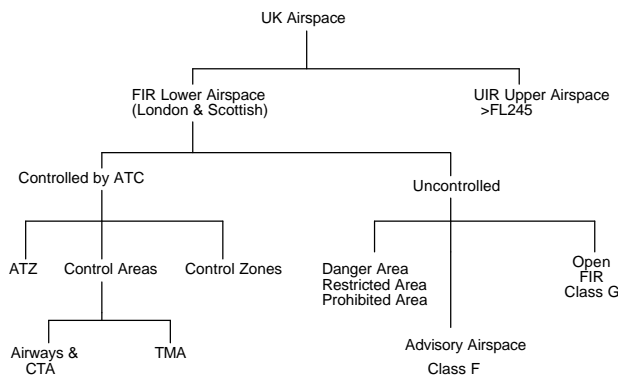 UK Airspace
FIR Lower Airspace
(London & Scottish)
UIR Upper Airspace
>FL245
Controlled by ATC
Uncontrolled
ATZ
Control Areas
Control Zones
Danger Area
Restricted Area
Prohibited Area
Open
FIR
Class G
Airways &
CTA
TMA
Advisory Airspace
Class F